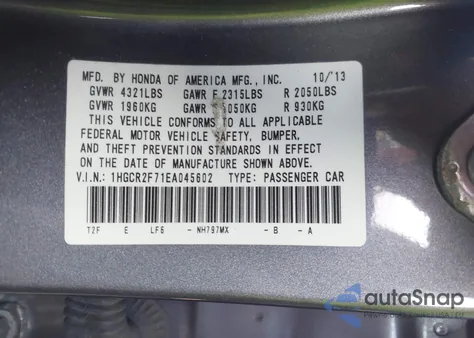 MFD. BY HONDA OF AMERICA MFG., INC. 10/'13
GVWR 4321LBS GAWR F 2315LBS R 2050LBS
GVWR 1960KG GAWR 1050KG R 930KG
THIS VEHICLE CONFORMS TO ALL APPLICABLE
FEDERAL MOTOR VEHICLE SAFETY, BUMPER,
AND THEFT PREVENTION STANDARDS IN EFFECT
ON THE DATE OF MANUFACTURE SHOWN ABOVE.
V.I.N.: 1HGCR2F71EA045602 TYPE: PASSENGER CAR
T2F E LF6 - NH797MX - B - A
autoSnap